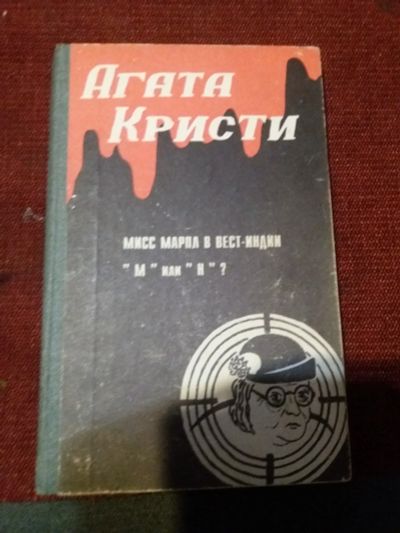 АГАТА
КРИСТИ
МИСС МАРПЛ В ВЕСТ-ИНДИИ
"М" ИЛИ "Н"?